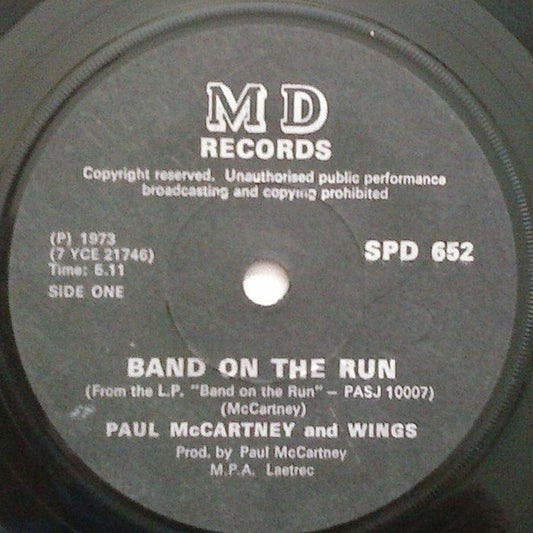 M D
RECORDS
Copyright reserved. Unauthorised public performance
broadcasting and copying prohibited
(P) 1973
(7 YCE 21746)
Time: 5.11
SIDE ONE
SPD 652
BAND ON THE RUN
(From the L.P. "Band on the Run" – PASJ 10007)
(McCartney)
PAUL McCARTNEY and WINGS
Prod. by Paul McCartney
M.P.A. Laetrec